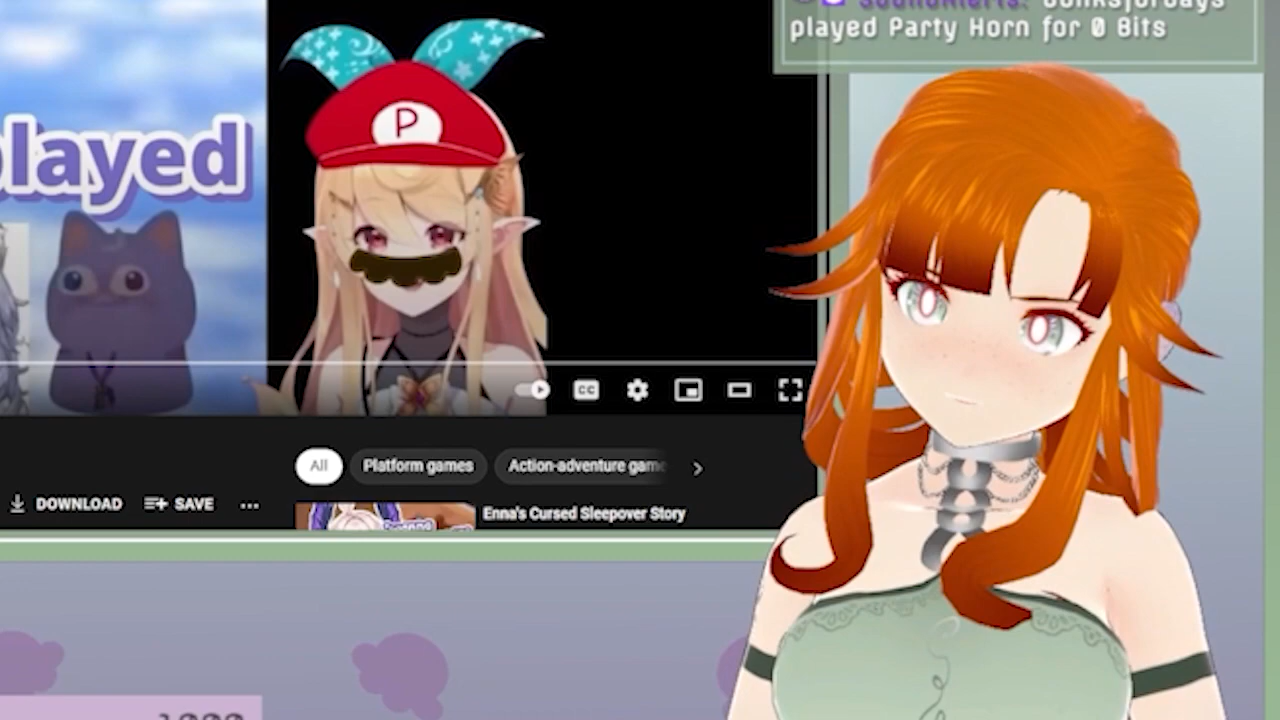 played Party Horn for 0 Bits
played
P
CC
All
Platform games
Action-adventure game
DOWNLOAD
SAVE
Enna's Cursed Sleepover Story